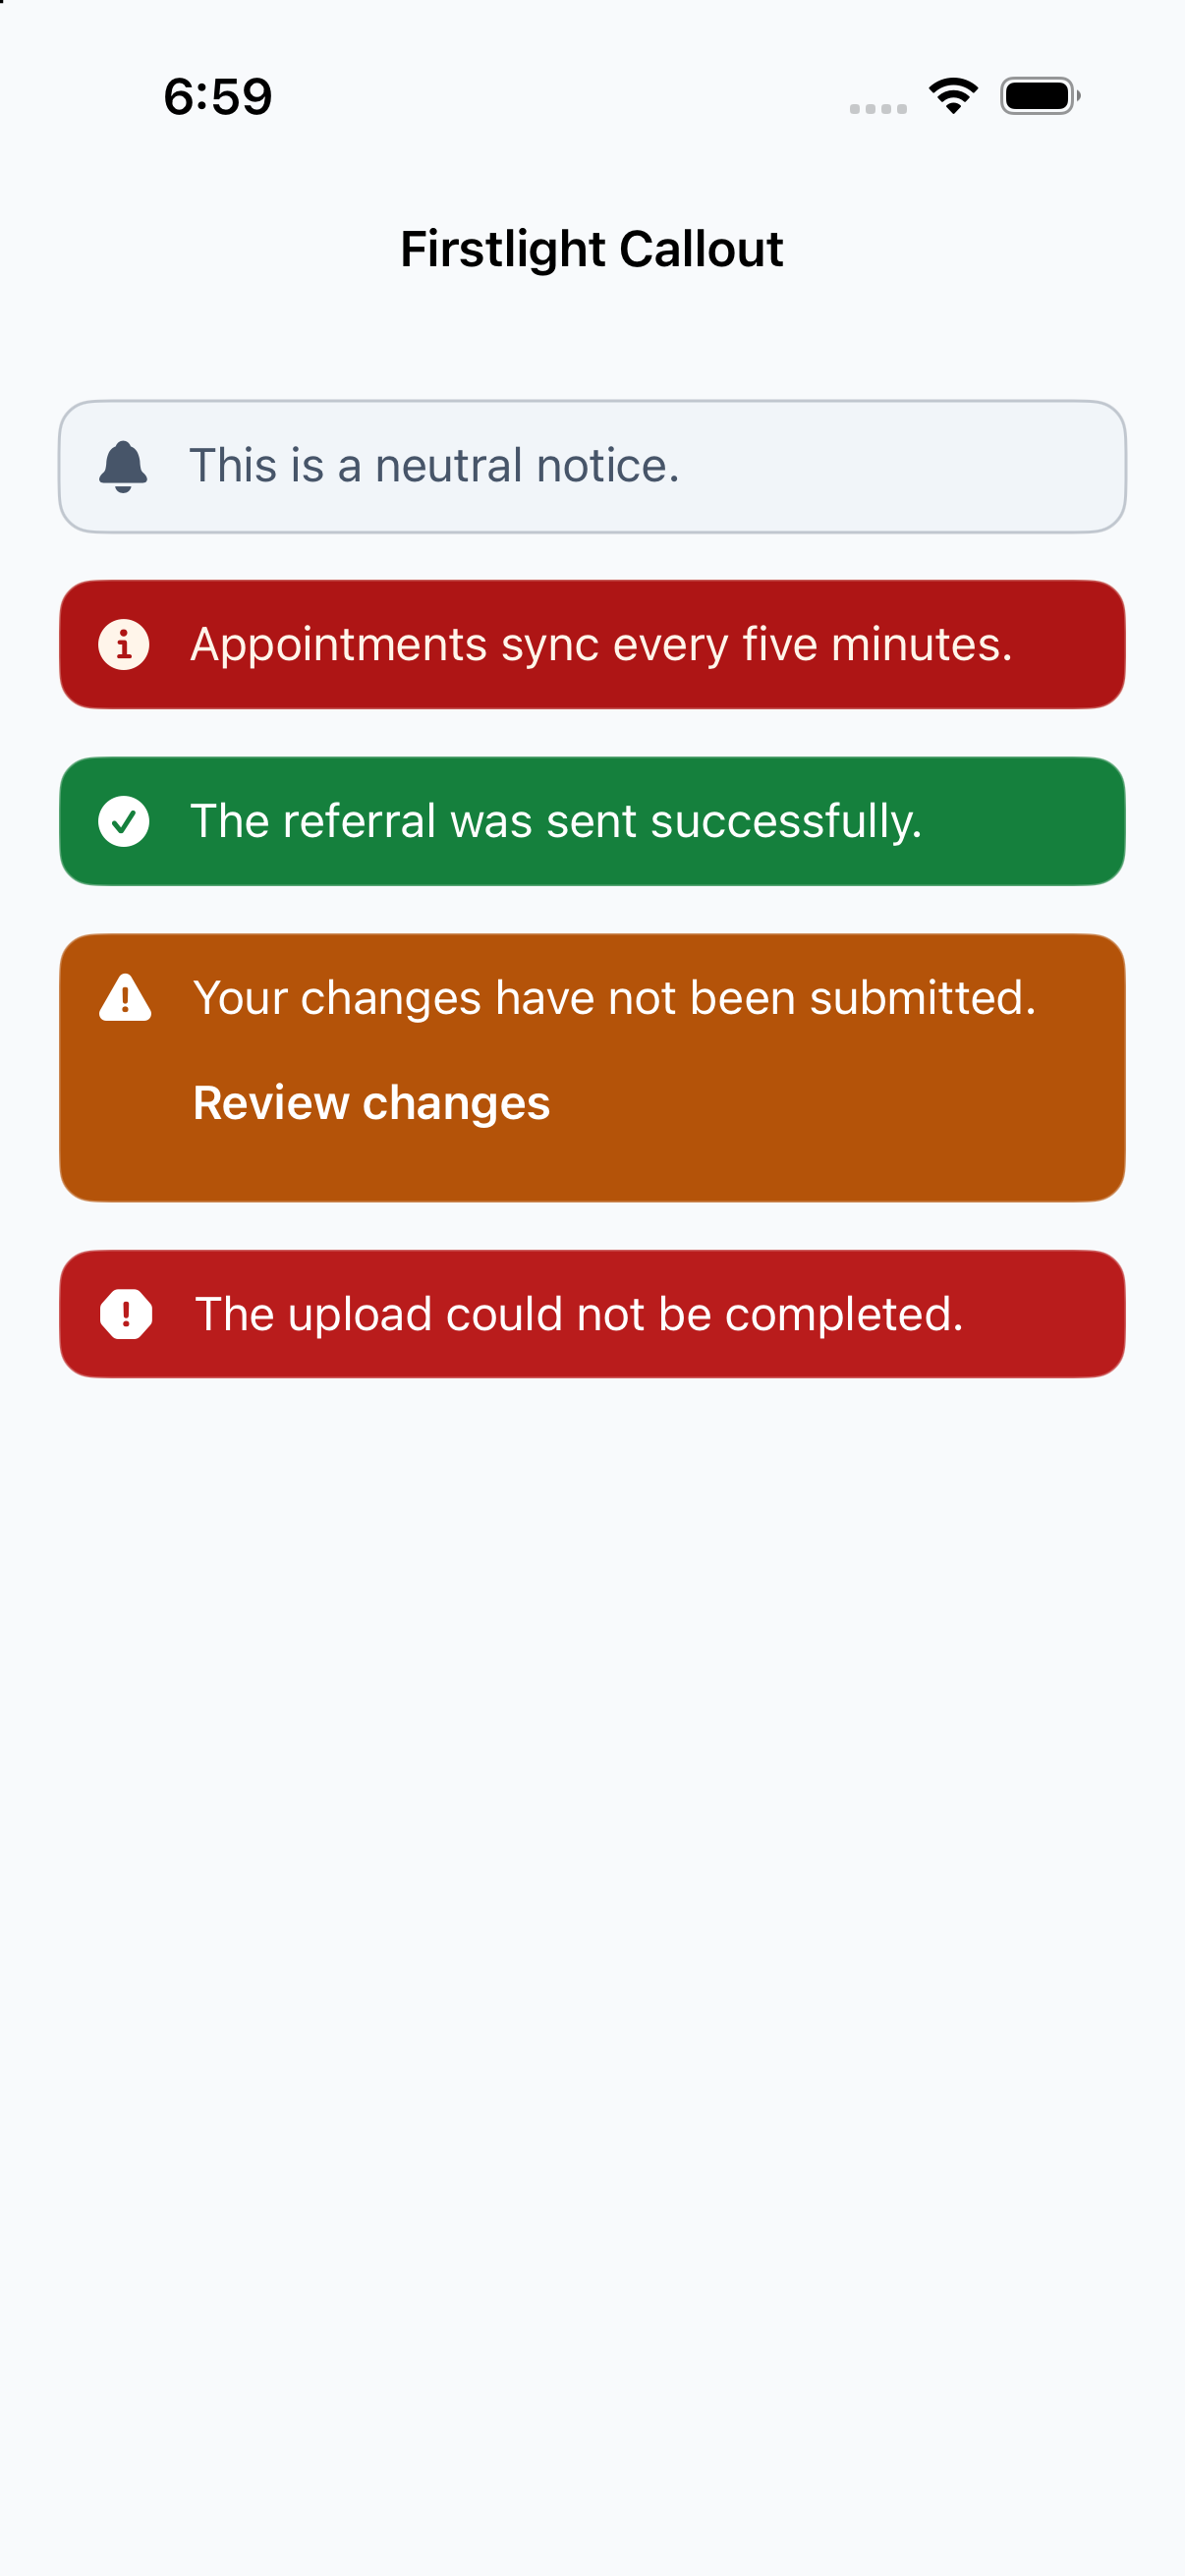 6:59
Firstlight Callout
This is a neutral notice.
Appointments sync every five minutes.
The referral was sent successfully.
Your changes have not been submitted.
Review changes
The upload could not be completed.